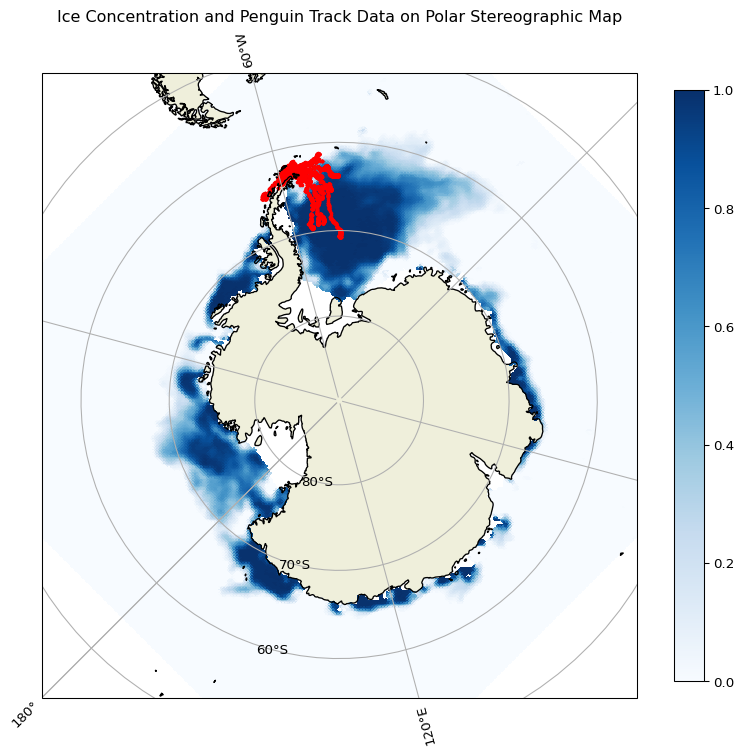 Ice Concentration and Penguin Track Data on Polar Stereographic Map
60°W
1.0
0.8
0.6
0.4
0.2
0.0
80°S
70°S
60°S
180°
120°E